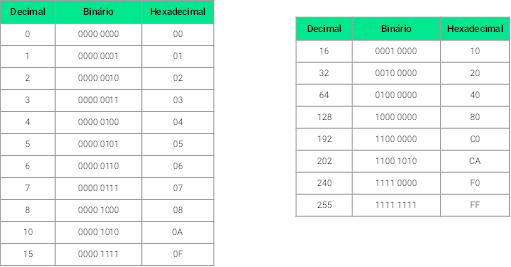 Decimal Binário Hexadecimal
0 0000 0000 00
1 0000 0001 01
2 0000 0010 02
3 0000 0011 03
4 0000 0100 04
5 0000 0101 05
6 0000 0110 06
7 0000 0111 07
8 0000 1000 08
10 0000 1010 0A
15 0000 1111 0F
Decimal Binário Hexadecimal
16 0001 0000 10
32 0010 0000 20
64 0100 0000 40
128 1000 0000 80
192 1100 0000 C0
202 1100 1010 CA
240 1111 0000 F0
255 1111 1111 FF